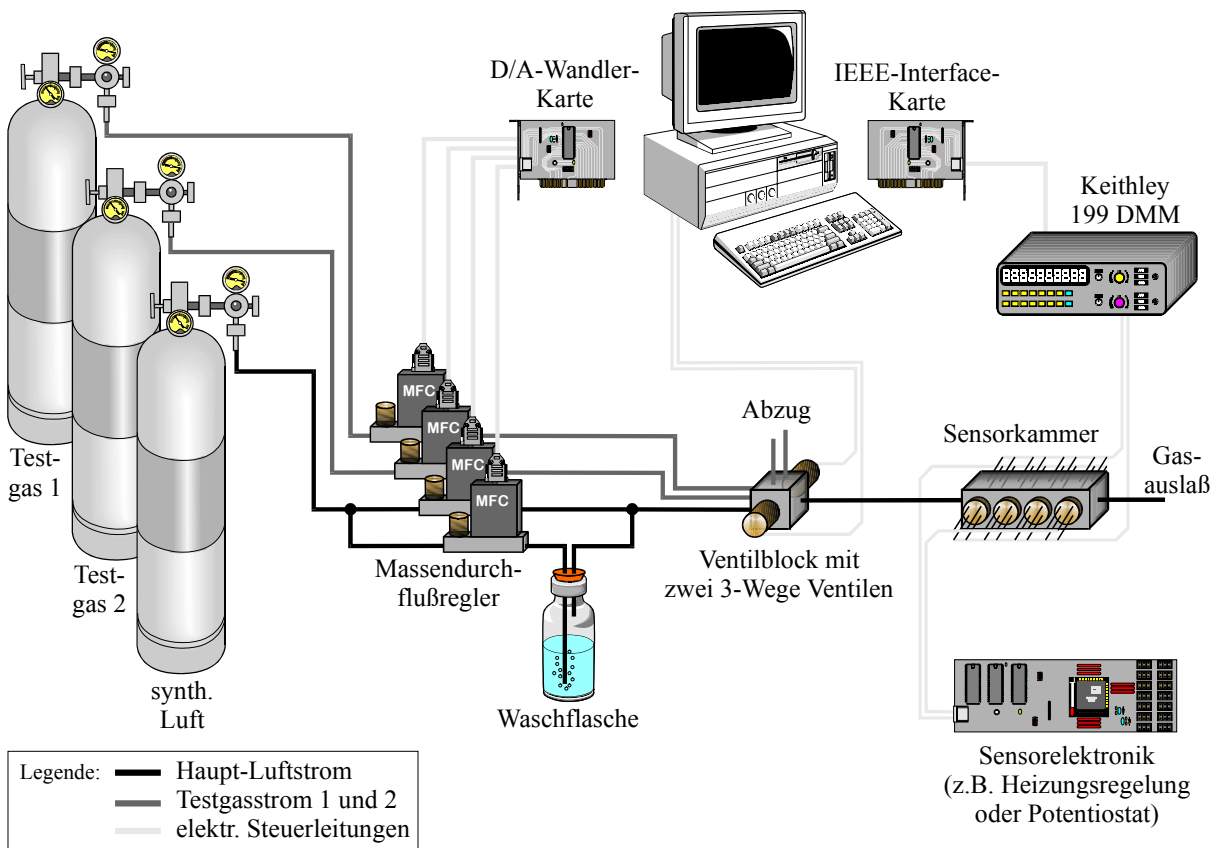 D/A-Wandler-
Karte
IEEE-Interface-
Karte
Keithley
199 DMM
MFC
MFC
MFC
MFC
Abzug
Sensorkammer
Gas-
auslaß
Test-
gas 1
Test-
gas 2
synth.
Luft
Massendurch-
flußregler
Waschflasche
Ventilblock mit
zwei 3-Wege Ventilen
Sensorelektronik
(z.B. Heizungsregelung
oder Potentiostat)
Legende:
Haupt-Luftstrom
Testgasstrom 1 und 2
elektr. Steuerleitungen